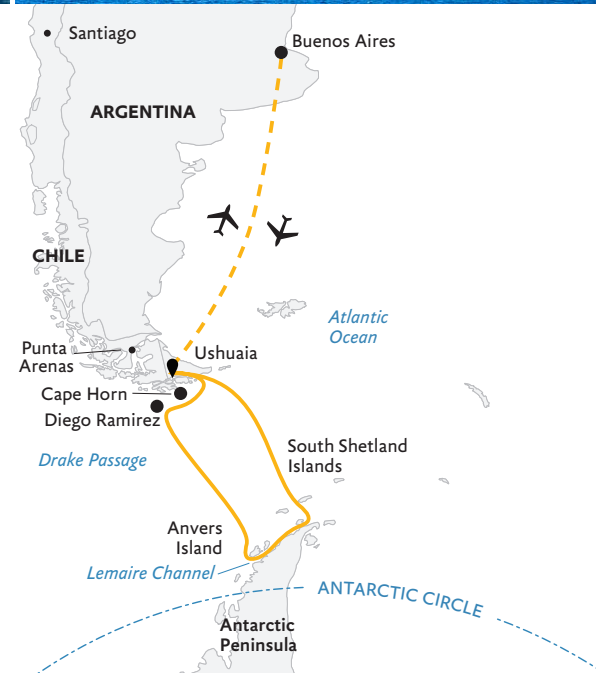 Santiago
Buenos Aires
ARGENTINA
CHILE
Atlantic
Ocean
Punta
Arenas
Ushuaia
Cape Horn
Diego Ramirez
Drake Passage
South Shetland
Islands
Anvers
Island
Lemaire Channel
ANTARCTIC CIRCLE
Antarctic
Peninsula